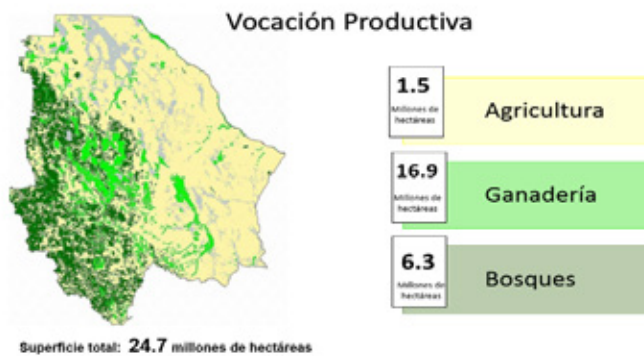 Vocación Productiva
1.5
Millones de
hectáreas
Agricultura
16.9
Millones de
hectáreas
Ganadería
6.3
Millones de
hectáreas
Bosques
Superficie total: 24.7 millones de hectáreas